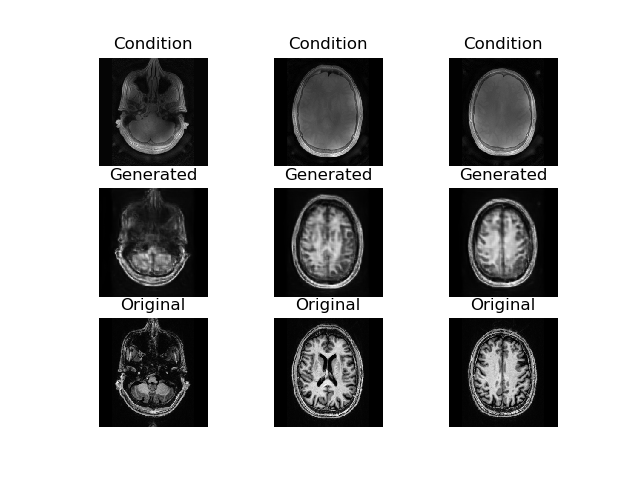 Condition Condition Condition
Generated Generated Generated
Original Original Original